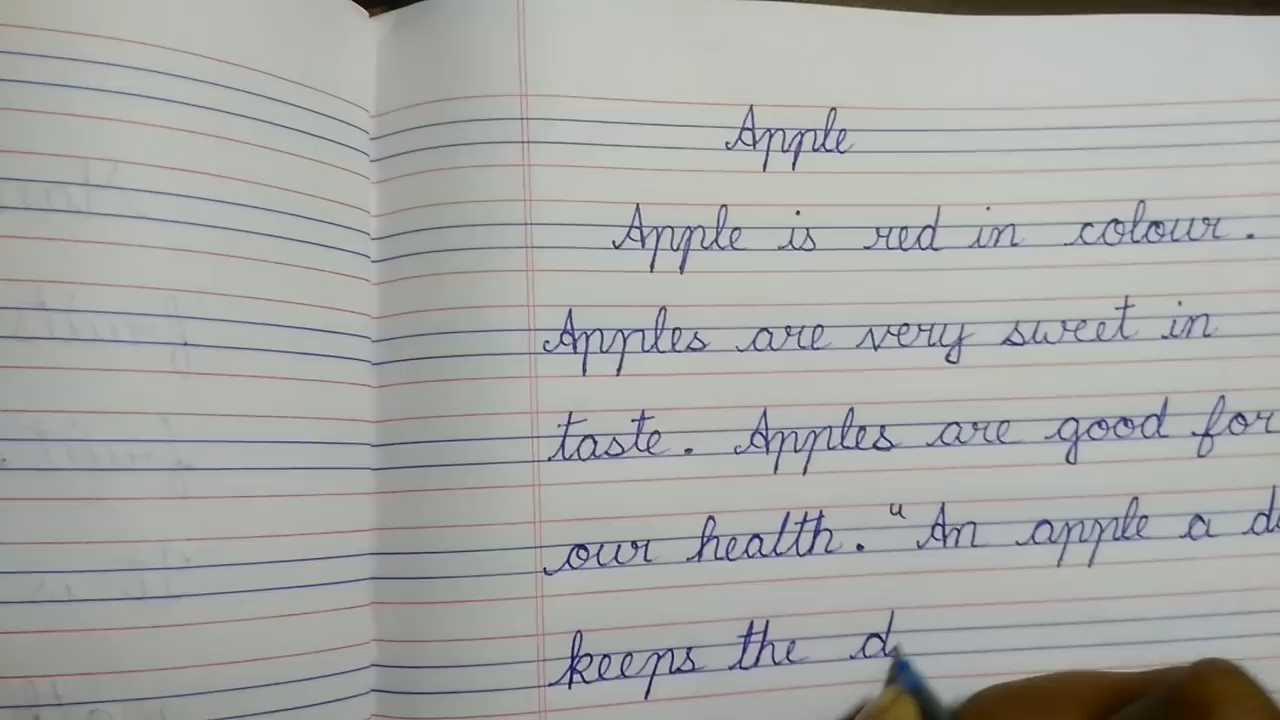 Apple
Apple is red in colour.
Apples are very sweet in
taste. Apples are good for
our health. "An apple a d
keeps the d